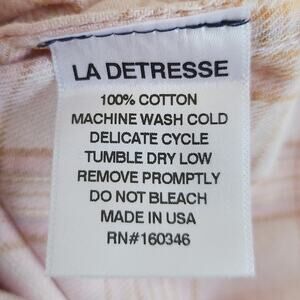 LA DETRESSE
100% COTTON
MACHINE WASH COLD
DELICATE CYCLE
TUMBLE DRY LOW
REMOVE PROMPTLY
DO NOT BLEACH
MADE IN USA
RN#160346